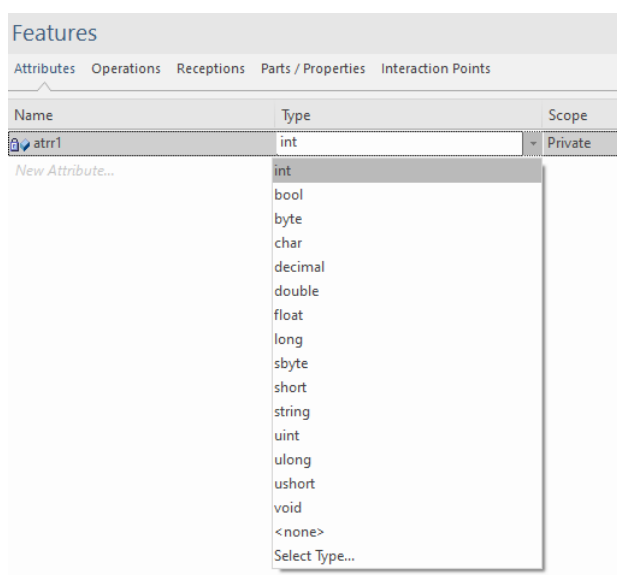 Features
Attributes Operations Receptions Parts / Properties Interaction Points
Name Type Scope
atrr1 int Private
New Attribute... int
bool
byte
char
decimal
double
float
long
sbyte
short
string
uint
ulong
ushort
void
<none>
Select Type...